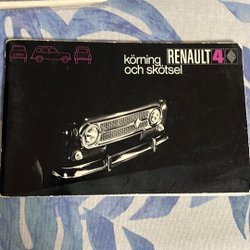 körning RENAULT 4
och skötsel